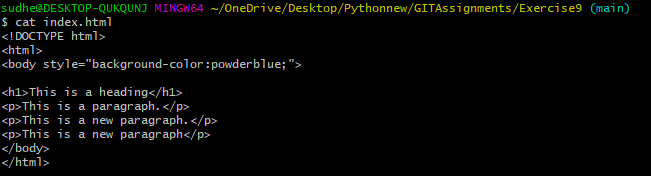 sudhe@DESKTOP-QUKQUNJ MINGW64 ~/OneDrive/Desktop/Pythonnew/GITAssignments/Exercise9 (main)
$ cat index.html
<!DOCTYPE html>
<html>
<body style="background-color:powderblue;">

<h1>This is a heading</h1>
<p>This is a paragraph.</p>
<p>This is a new paragraph.</p>
<p>This is a new paragraph</p>
</body>
</html>